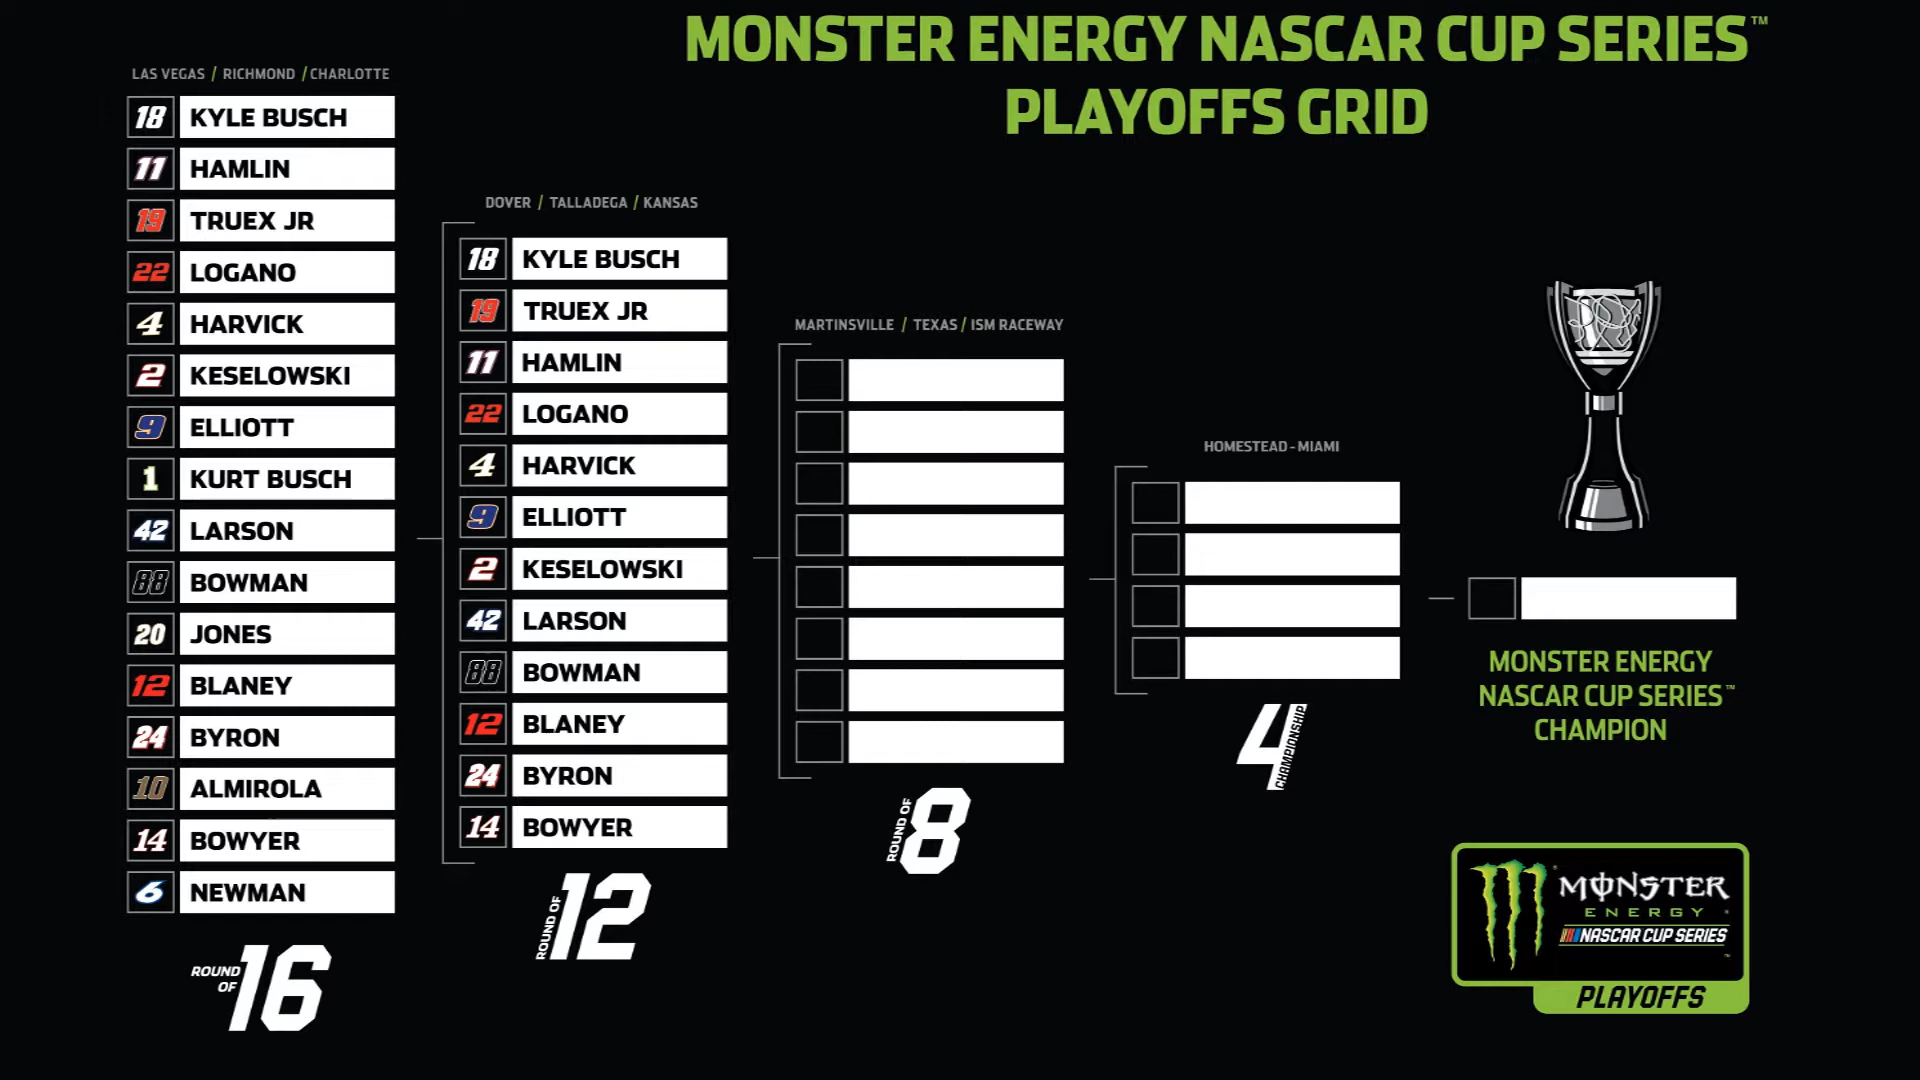 MONSTER ENERGY NASCAR CUP SERIES™
PLAYOFFS GRID
LAS VEGAS / RICHMOND / CHARLOTTE
18 KYLE BUSCH
11 HAMLIN
19 TRUEX JR
22 LOGANO
4 HARVICK
2 KESELOWSKI
9 ELLIOTT
1 KURT BUSCH
42 LARSON
88 BOWMAN
20 JONES
12 BLANEY
24 BYRON
10 ALMIROLA
14 BOWYER
6 NEWMAN
ROUND OF 16
DOVER / TALLADEGA / KANSAS
18 KYLE BUSCH
19 TRUEX JR
11 HAMLIN
22 LOGANO
4 HARVICK
9 ELLIOTT
2 KESELOWSKI
42 LARSON
88 BOWMAN
12 BLANEY
24 BYRON
14 BOWYER
ROUND OF 12
MARTINSVILLE / TEXAS / ISM RACEWAY
ROUND OF 8
HOMESTEAD - MIAMI
CHAMPIONSHIP 4
MONSTER ENERGY
NASCAR CUP SERIES™
CHAMPION
MONSTER
ENERGY
NASCAR CUP SERIES
PLAYOFFS